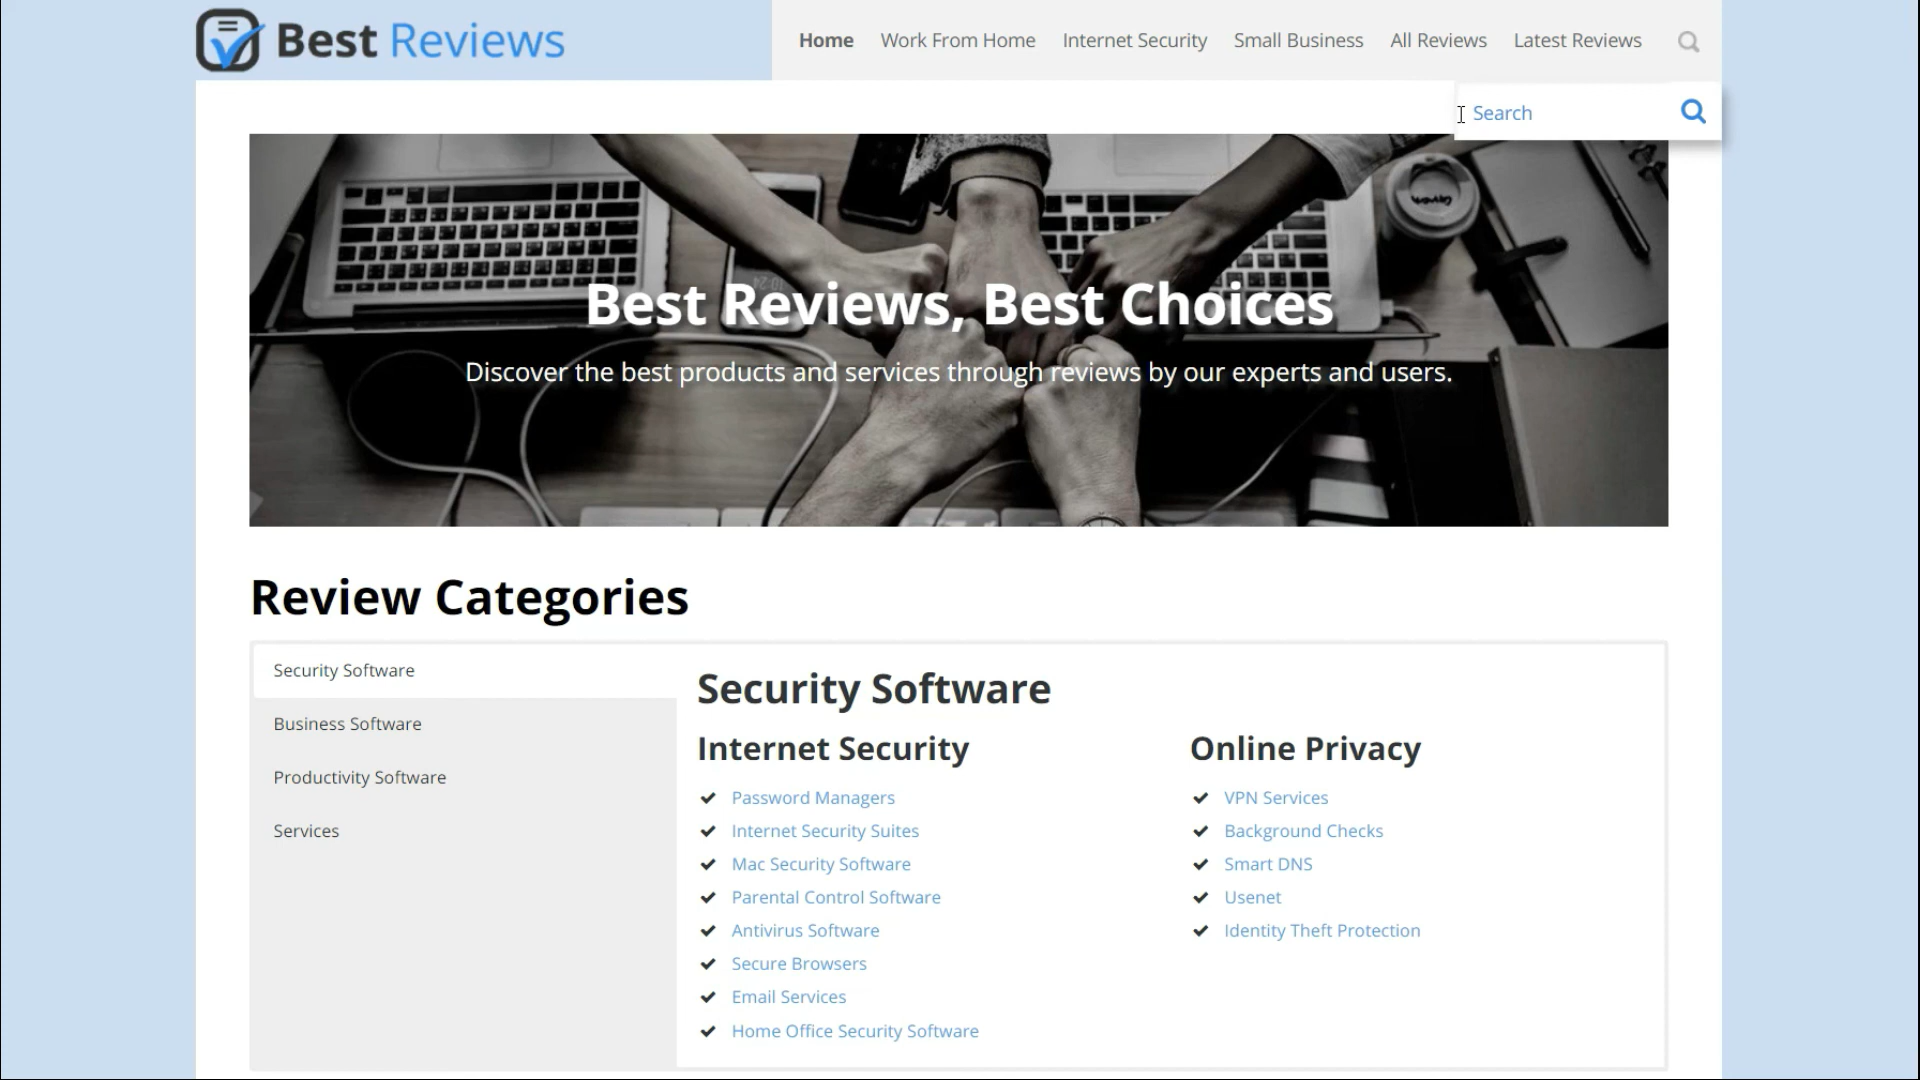 Best Reviews
Home Work From Home Internet Security Small Business All Reviews Latest Reviews
Search
Best Reviews, Best Choices
Discover the best products and services through reviews by our experts and users.
Review Categories
Security Software
Business Software
Productivity Software
Services
Security Software
Internet Security
Password Managers
Internet Security Suites
Mac Security Software
Parental Control Software
Antivirus Software
Secure Browsers
Email Services
Home Office Security Software
Online Privacy
VPN Services
Background Checks
Smart DNS
Usenet
Identity Theft Protection